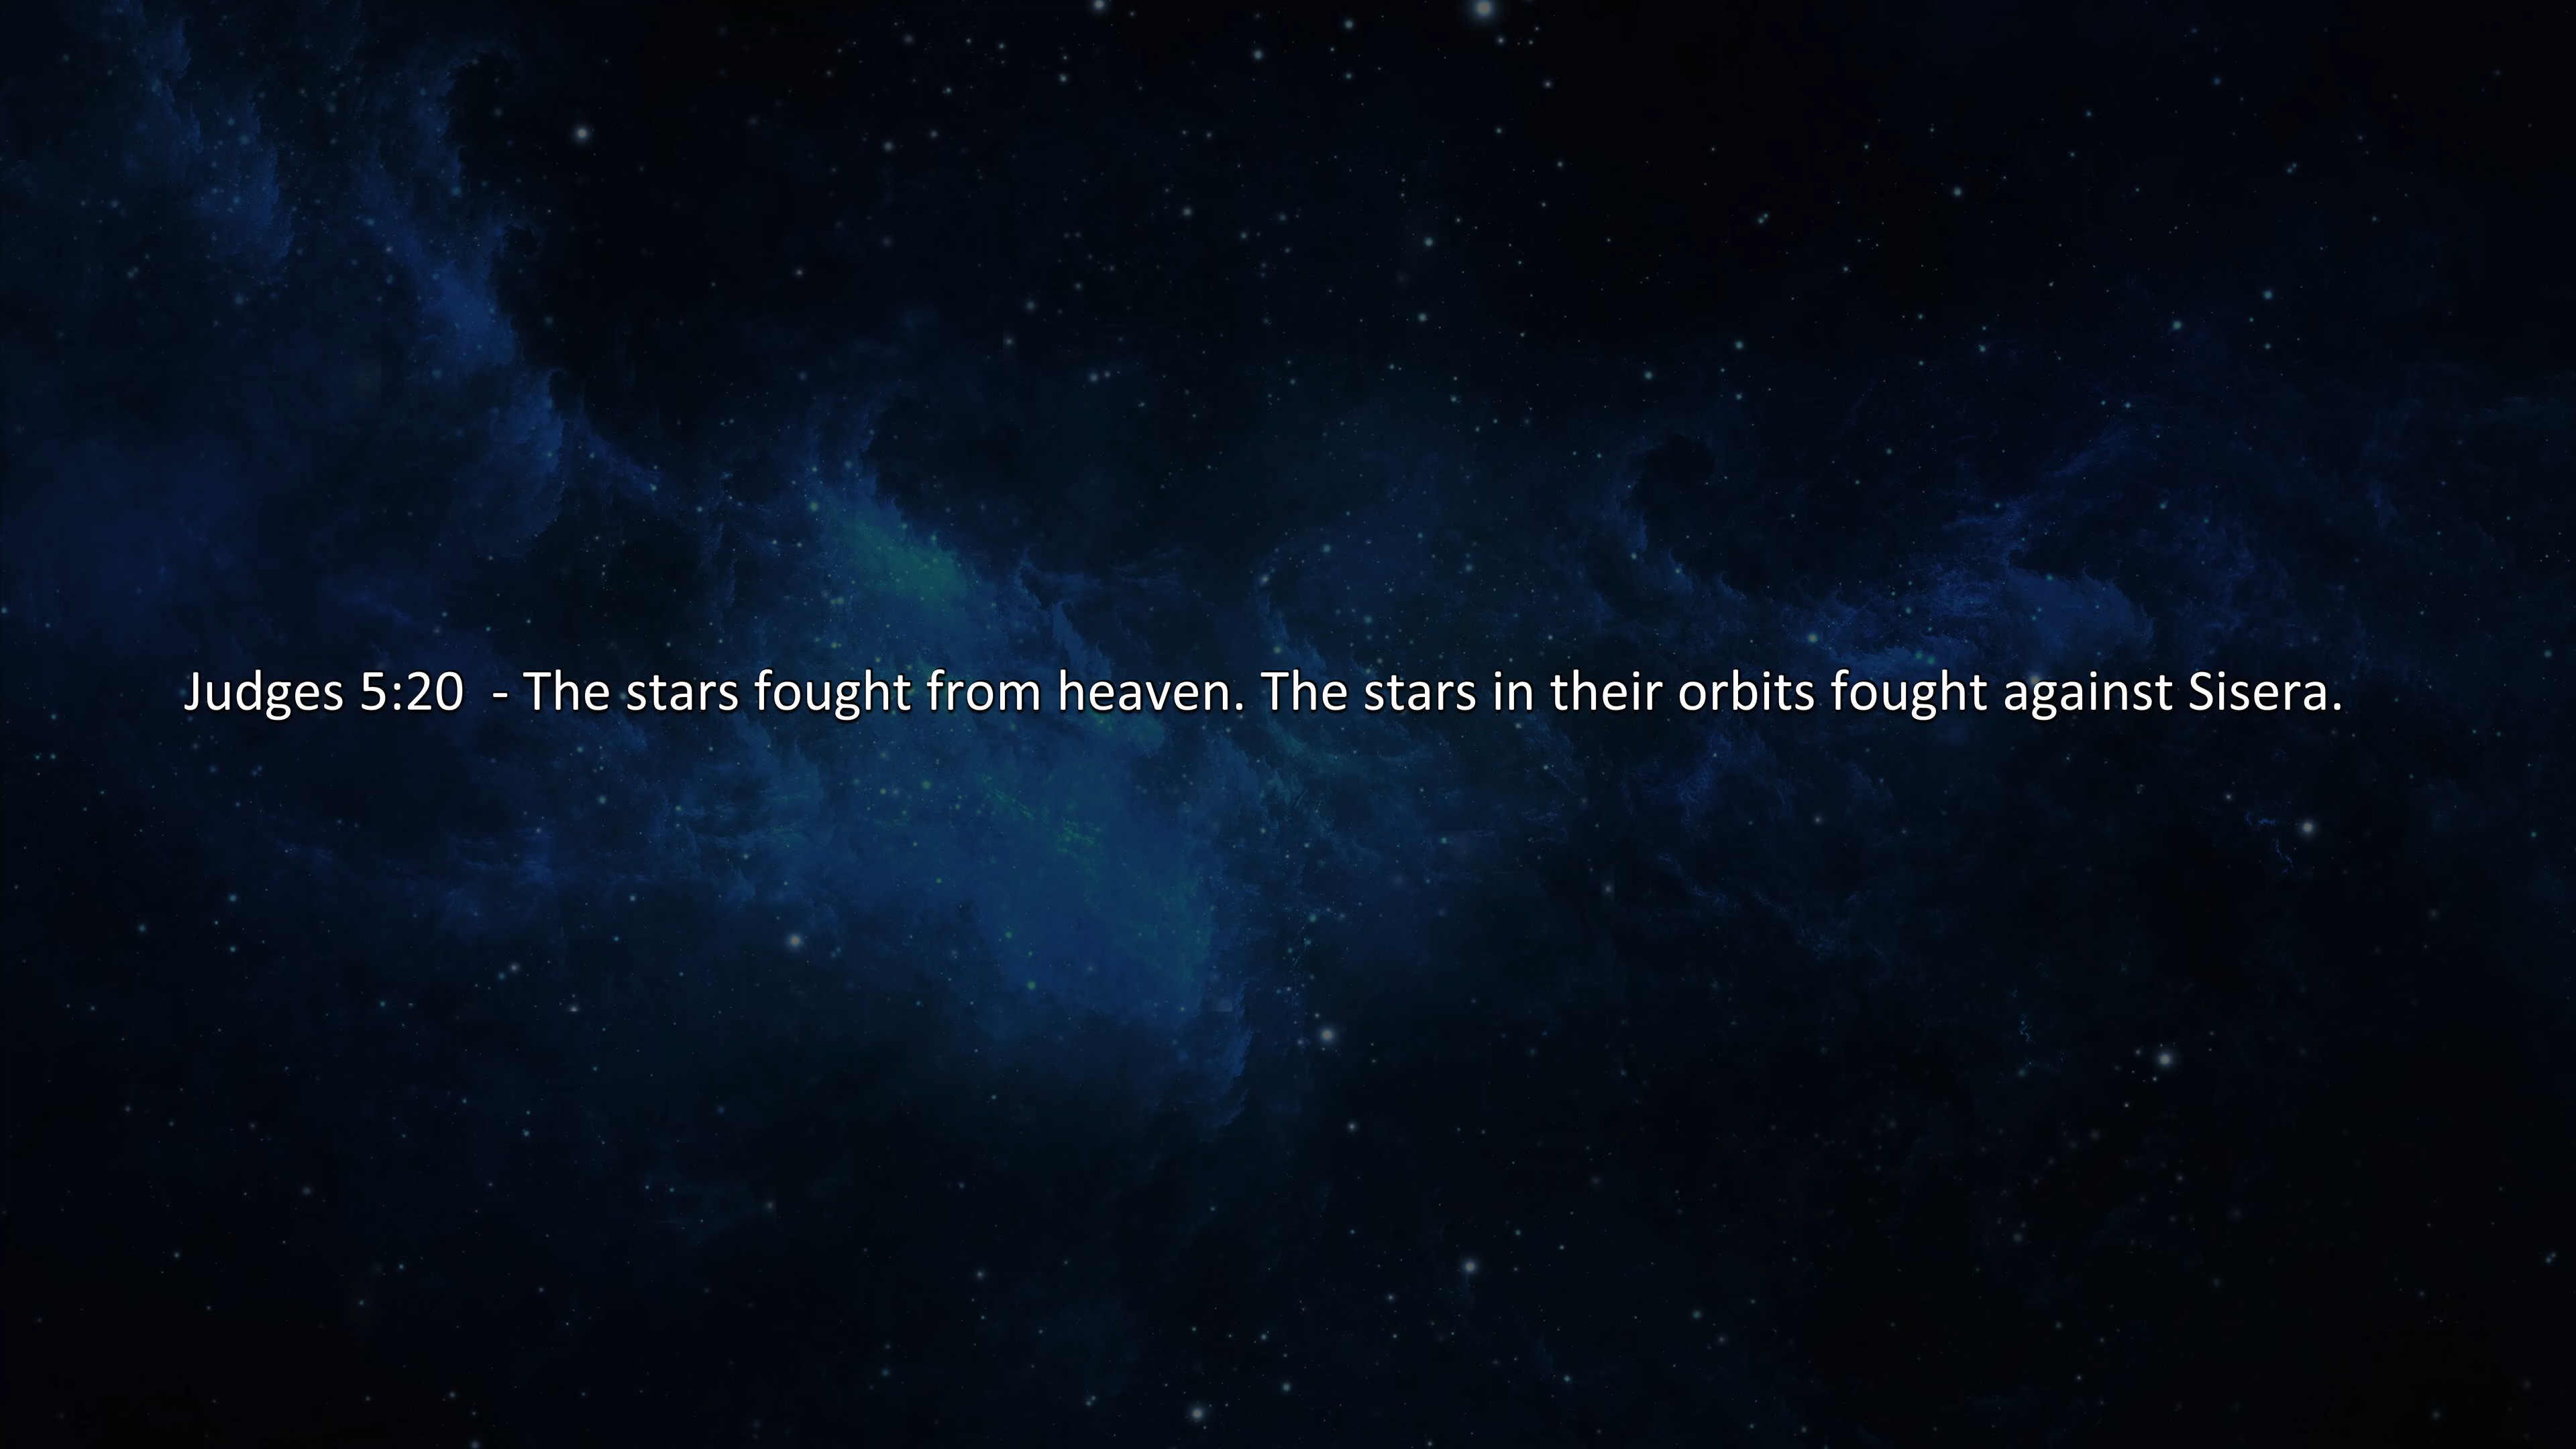 Judges 5:20  - The stars fought from heaven. The stars in their orbits fought against Sisera.